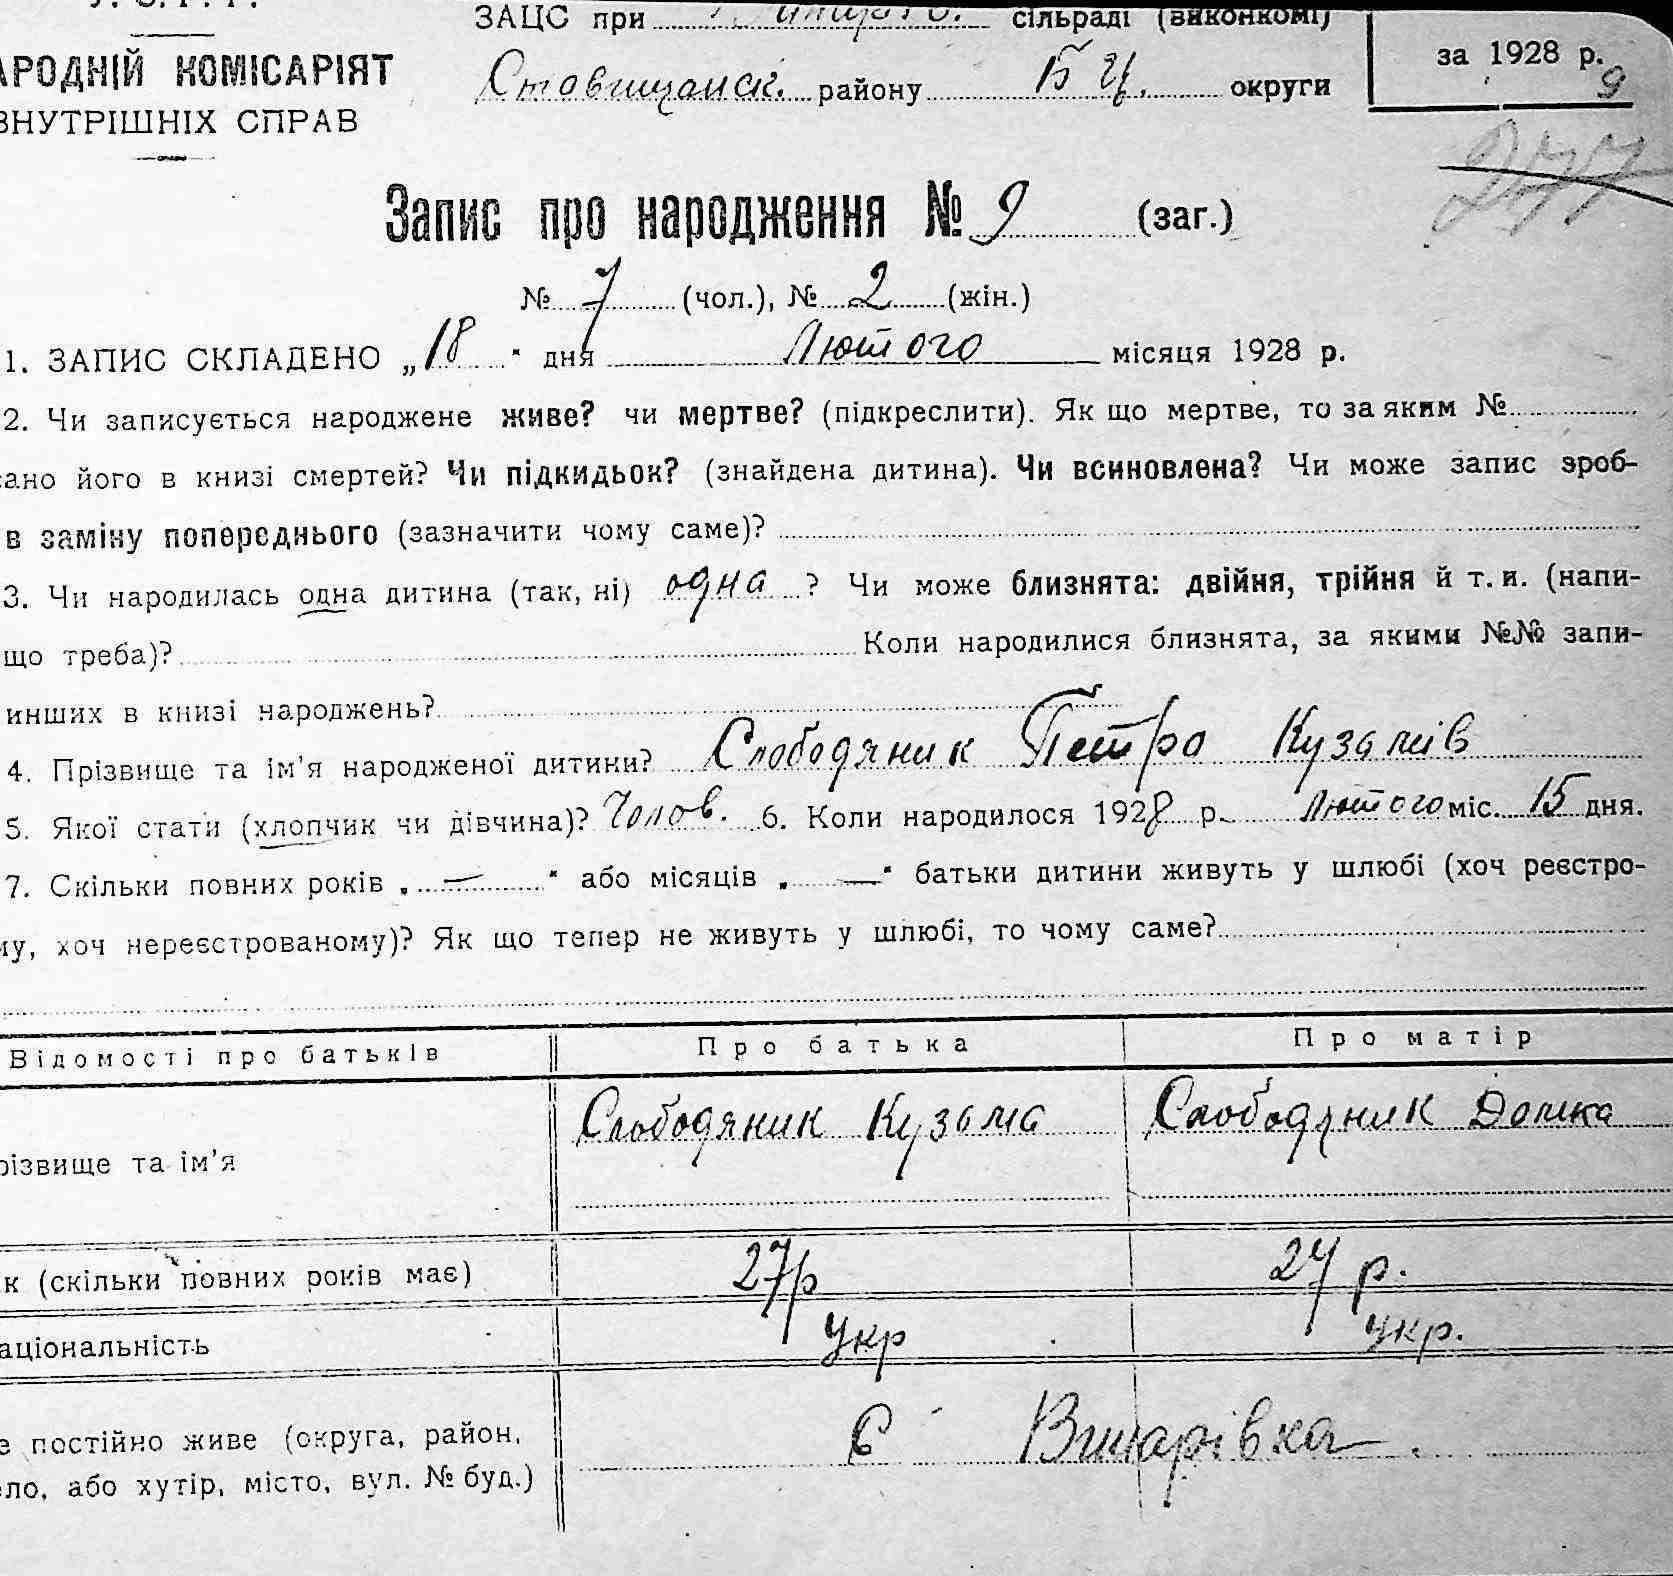 У. С. Р. Р.
ЗАЦС при сільраді (виконкомі)
АРОДНІЙ КОМІСАРІЯТ
Ставищанск. району Б Ц. округи
за 1928 р.
9
ВНУТРІШНІХ СПРАВ
277
Запис про народження № 9 (заг.)
№ 7 (чол.), № 2 (жін.)
1. ЗАПИС СКЛАДЕНО „18" дня Лютого місяця 1928 р.
2. Чи записується народжене живе? чи мертве? (підкреслити). Як що мертве, то за яким №
сано його в книзі смертей? Чи підкидьок? (знайдена дитина). Чи всиновлена? Чи може запис зроб-
в заміну попереднього (зазначити чому саме)?
3. Чи народилась одна дитина (так, ні) одна ? Чи може близнята: двійня, трійня й т. и. (напи-
що треба)? Коли народилися близнята, за якими №№ запи-
инших в книзі народжень?
4. Прізвище та ім'я народженої дитини? Слободяник Петро Кузамів
5. Якої стати (хлопчик чи дівчина)? Чолов. 6. Коли народилося 1928 р. Лютого міс. 15 дня.
7. Скільки повних років „ — " або місяців „ — " батьки дитини живуть у шлюбі (хоч реєстро-
му, хоч нереєстрованому)? Як що тепер не живуть у шлюбі, то чому саме?
Відомості про батьків Про батька Про матір
Слободяник Кузама Слободяник Домка
різвище та ім'я
к (скільки повних років має) 27 р 24 р.
аціональність Укр укр.
е постійно живе (округа, район, с Винарівка.
ело, або хутір, місто, вул. № буд.)